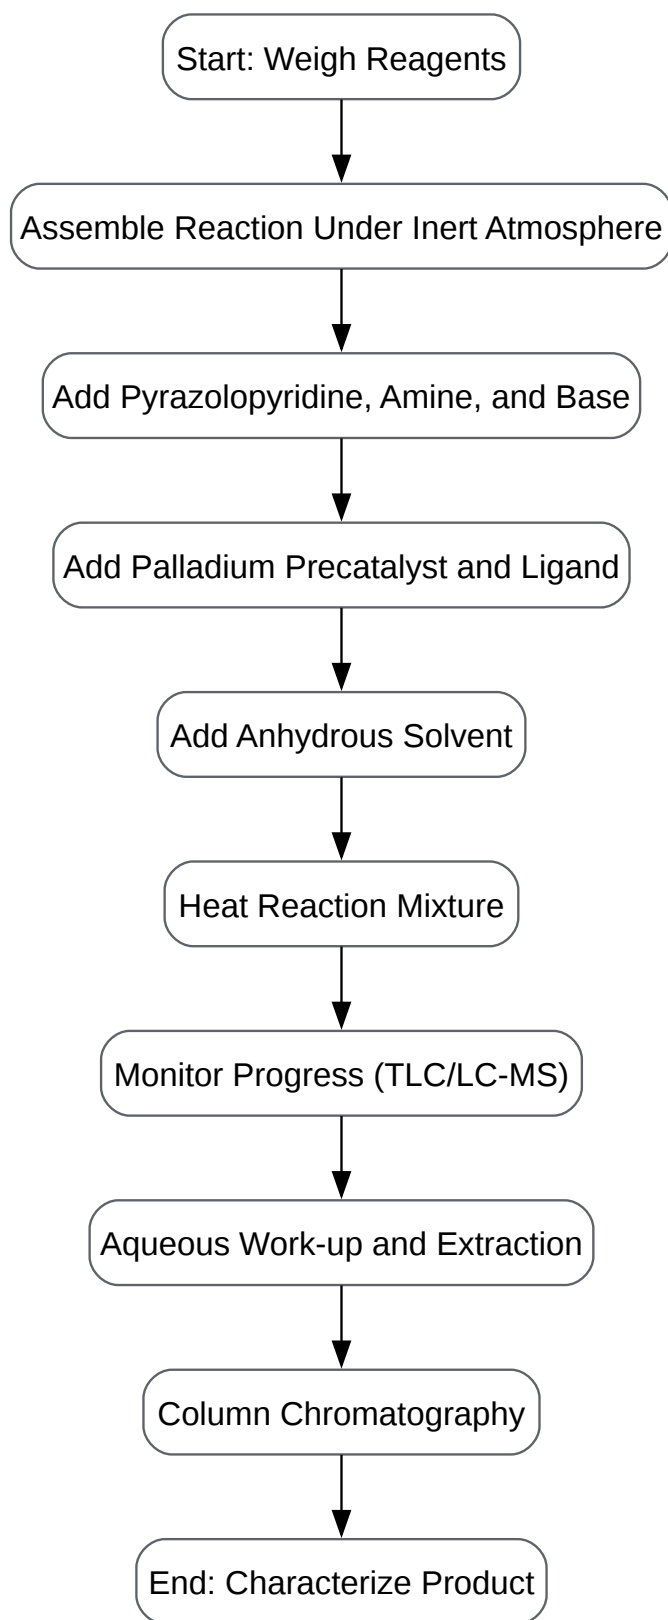 Start: Weigh Reagents
Assemble Reaction Under Inert Atmosphere
Add Pyrazolopyridine, Amine, and Base
Add Palladium Precatalyst and Ligand
Add Anhydrous Solvent
Heat Reaction Mixture
Monitor Progress (TLC/LC-MS)
Aqueous Work-up and Extraction
Column Chromatography
End: Characterize Product